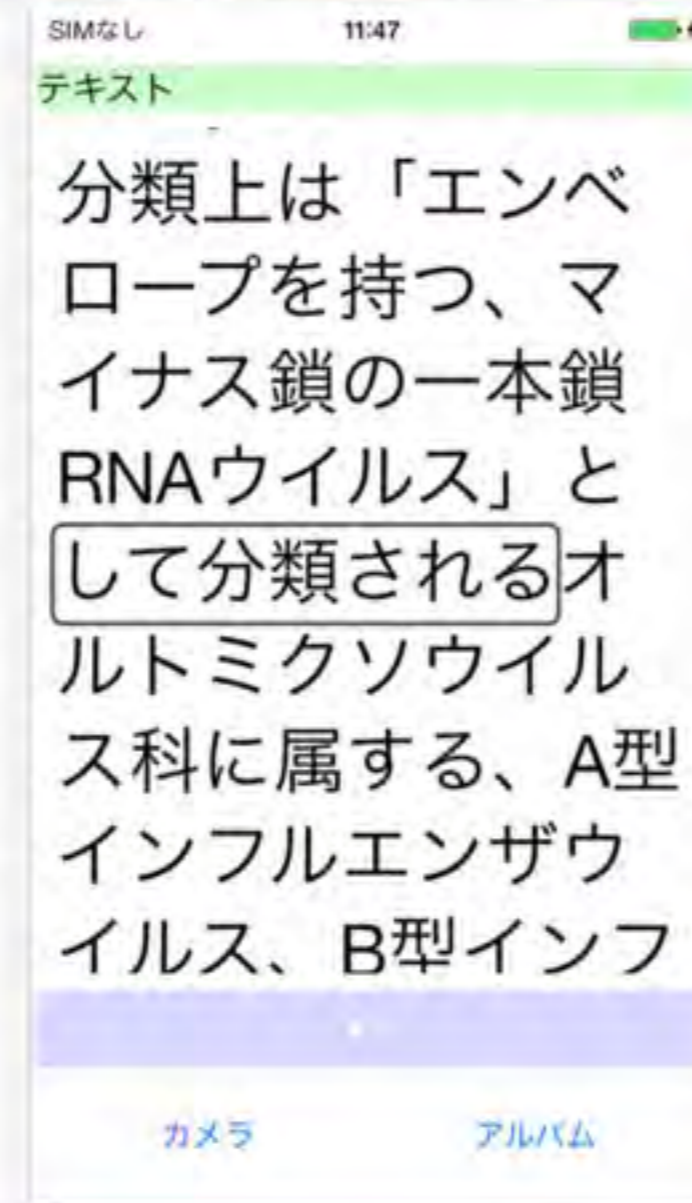 SIMなし 11:47
テキスト
分類上は「エンベ
ロープを持つ、マ
イナス鎖の一本鎖
RNAウイルス」と
して分類されるオ
ルトミクソウイル
ス科に属する、A型
インフルエンザウ
イルス、B型インフ
カメラ アルバム